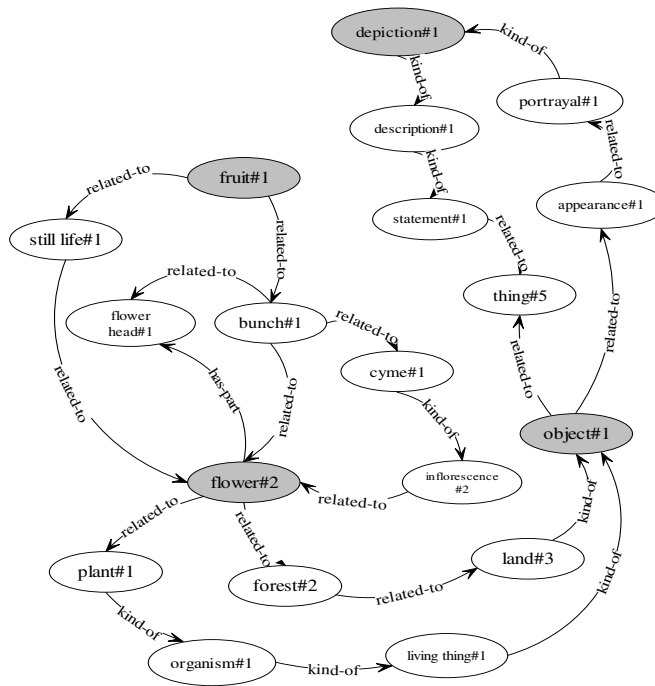 depiction#1
kind-of
portrayal#1
kind-of
description#1
related-to
kind-of
fruit#1
related-to
appearance#1
statement#1
still life#1
related-to
related-to
related-to
thing#5
flower
head#1
bunch#1
related-to
related-to
cyme#1
related-to
has-part
related-to
related-to
kind-of
object#1
flower#2
inflorescence
#2
related-to
related-to
related-to
kind-of
land#3
plant#1
forest#2
related-to
kind-of
kind-of
organism#1
kind-of
living thing#1